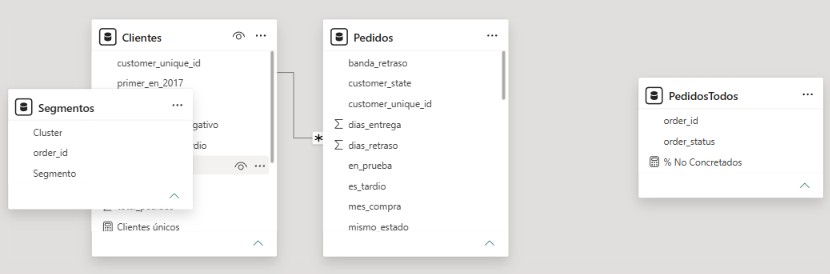 Clientes
customer_unique_id
primer_en_2017
Segmentos
Cluster
order_id
Segmento
Clientes únicos
Pedidos
banda_retraso
customer_state
customer_unique_id
dias_entrega
dias_retraso
en_prueba
es_tardio
mes_compra
mismo_estado
PedidosTodos
order_id
order_status
% No Concretados